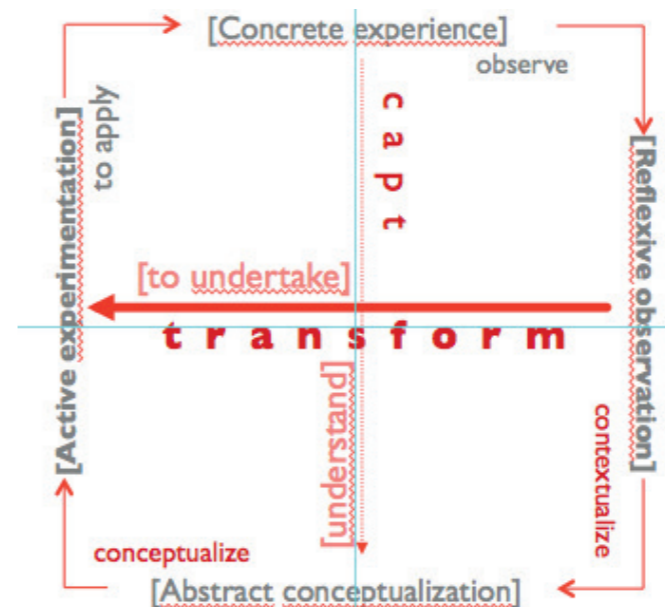 [Concrete experience]
observe
capt
to apply
[Active experimentation]
[Reflexive observation]
[to undertake]
transform
[understand]
contextualize
conceptualize
[Abstract conceptualization]